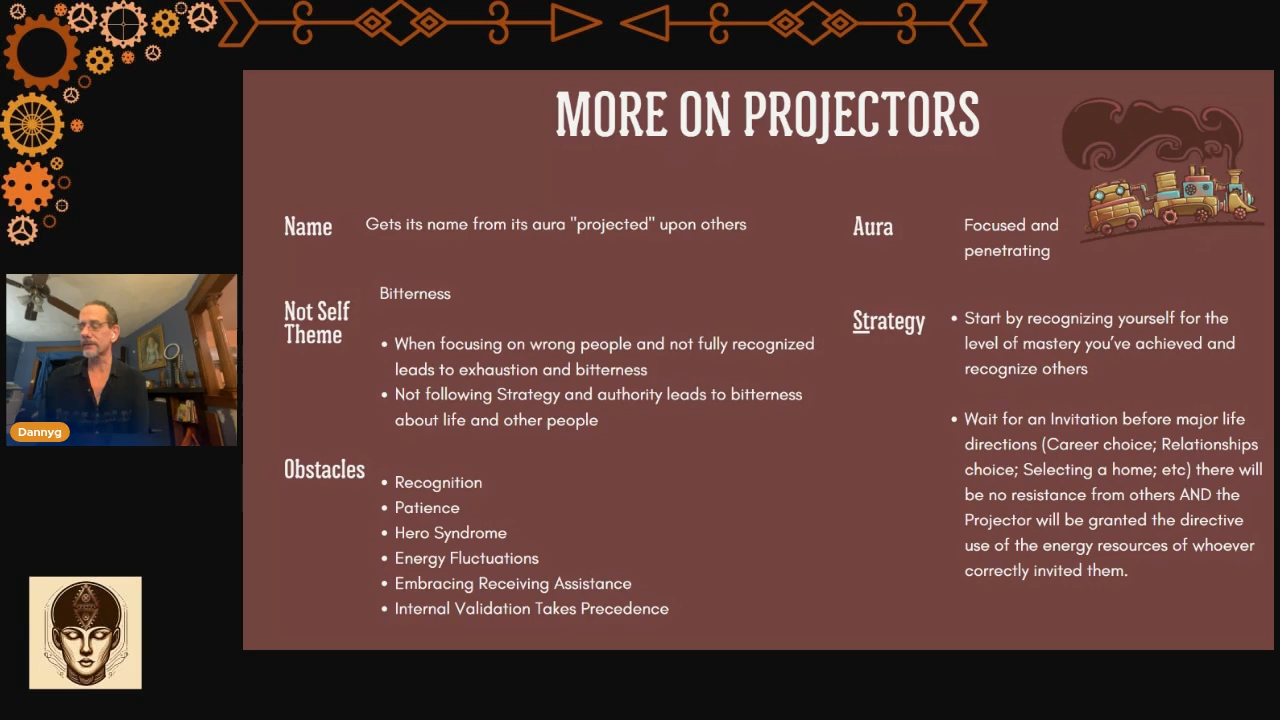 MORE ON PROJECTORS
Name
Gets its name from its aura "projected" upon others
Not Self
Theme
Bitterness
• When focusing on wrong people and not fully recognized
leads to exhaustion and bitterness
• Not following Strategy and authority leads to bitterness
about life and other people
Obstacles
• Recognition
• Patience
• Hero Syndrome
• Energy Fluctuations
• Embracing Receiving Assistance
• Internal Validation Takes Precedence
Aura
Focused and
penetrating
Strategy
• Start by recognizing yourself for the
level of mastery you've achieved and
recognize others
• Wait for an Invitation before major life
directions (Career choice; Relationships
choice; Selecting a home; etc) there will
be no resistance from others AND the
Projector will be granted the directive
use of the energy resources of whoever
correctly invited them.
Dannyg